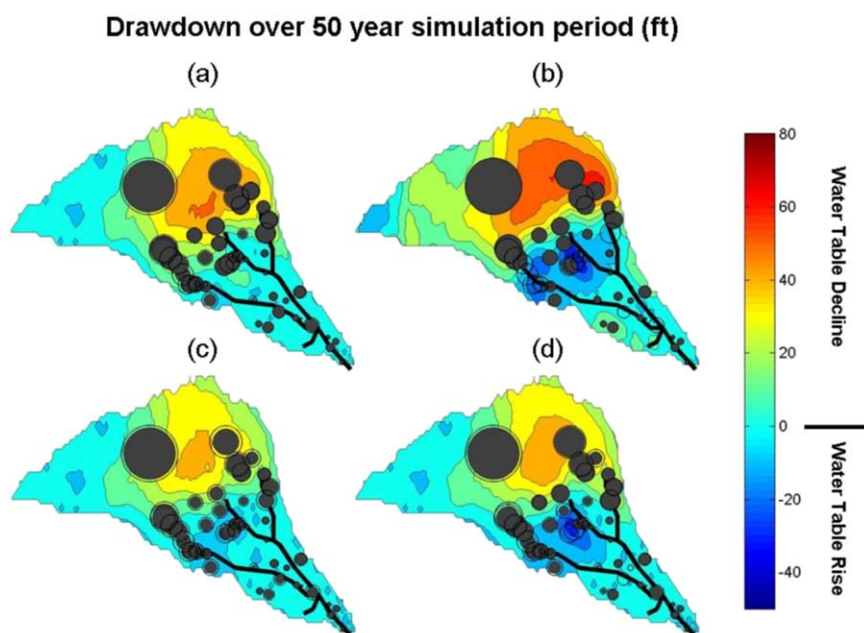 Drawdown over 50 year simulation period (ft)
(a)
(b)
(c)
(d)
80
60
40
20
0
-20
-40
Water Table Decline
Water Table Rise